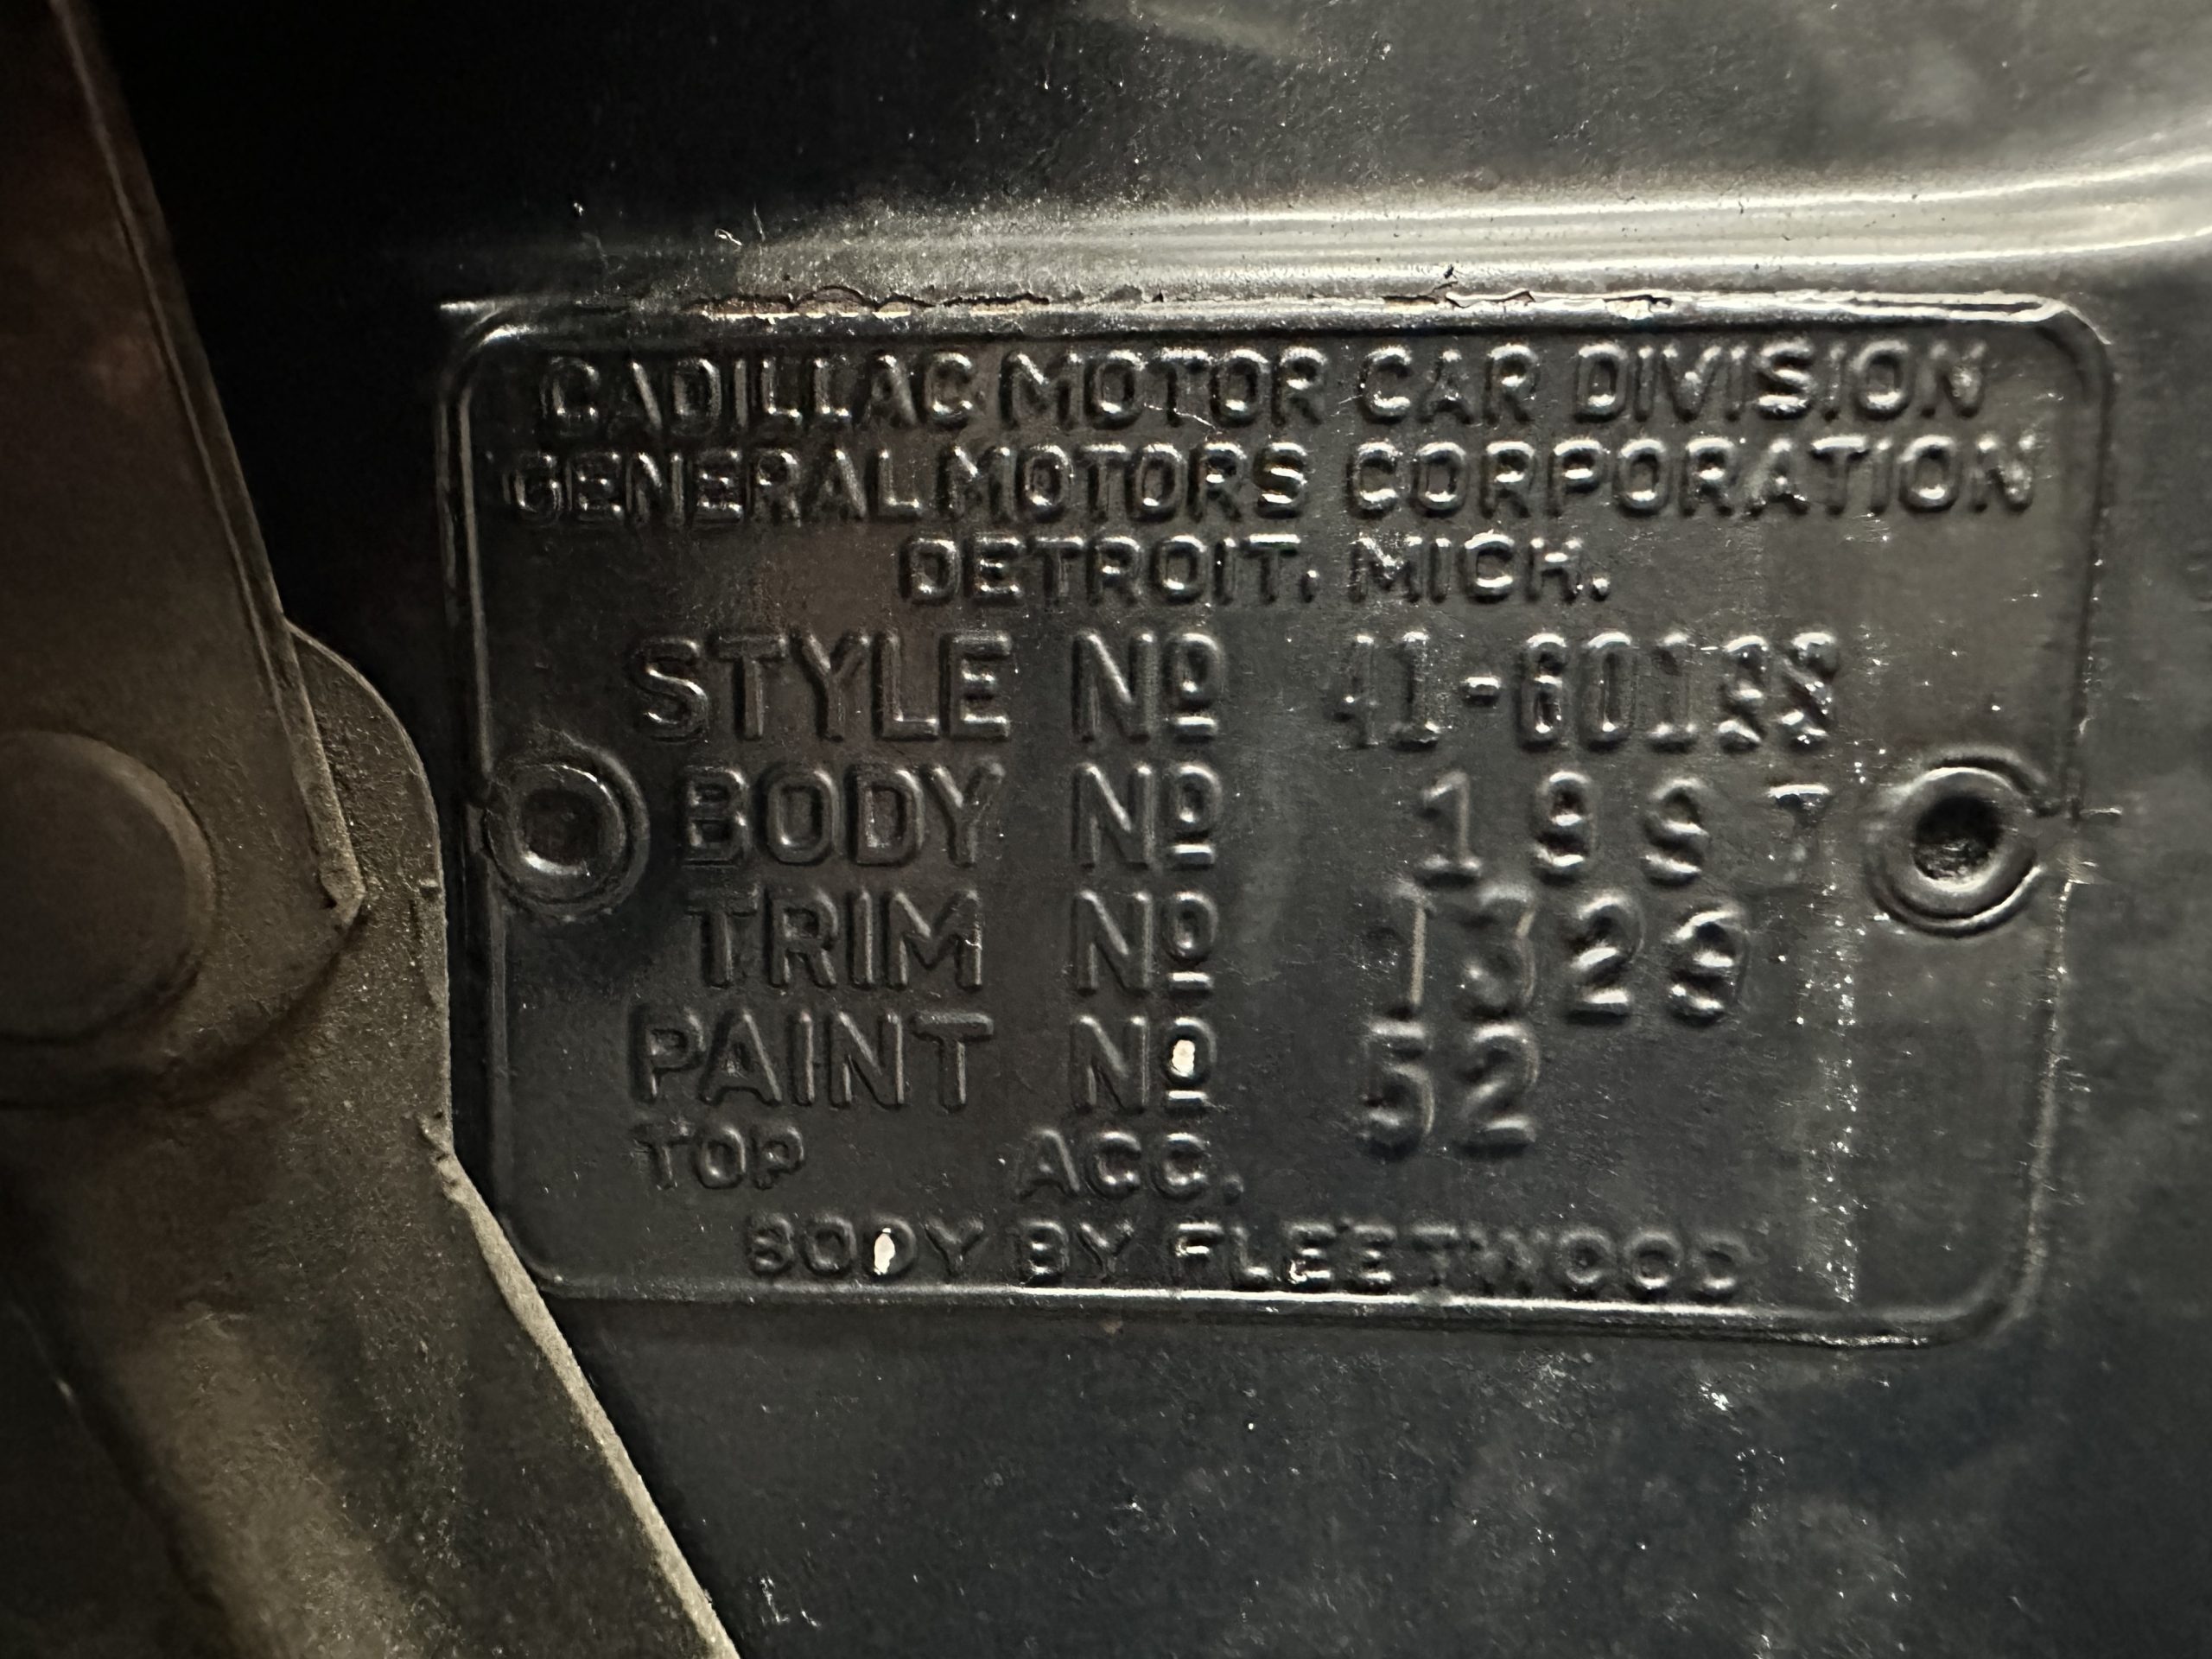 CADILLAC MOTOR CAR DIVISION
GENERAL MOTORS CORPORATION
DETROIT, MICH.
STYLE Nº 41-6019S
BODY Nº 1997
TRIM Nº 1329
PAINT Nº 52
TOP ACC.
BODY BY FLEETWOOD